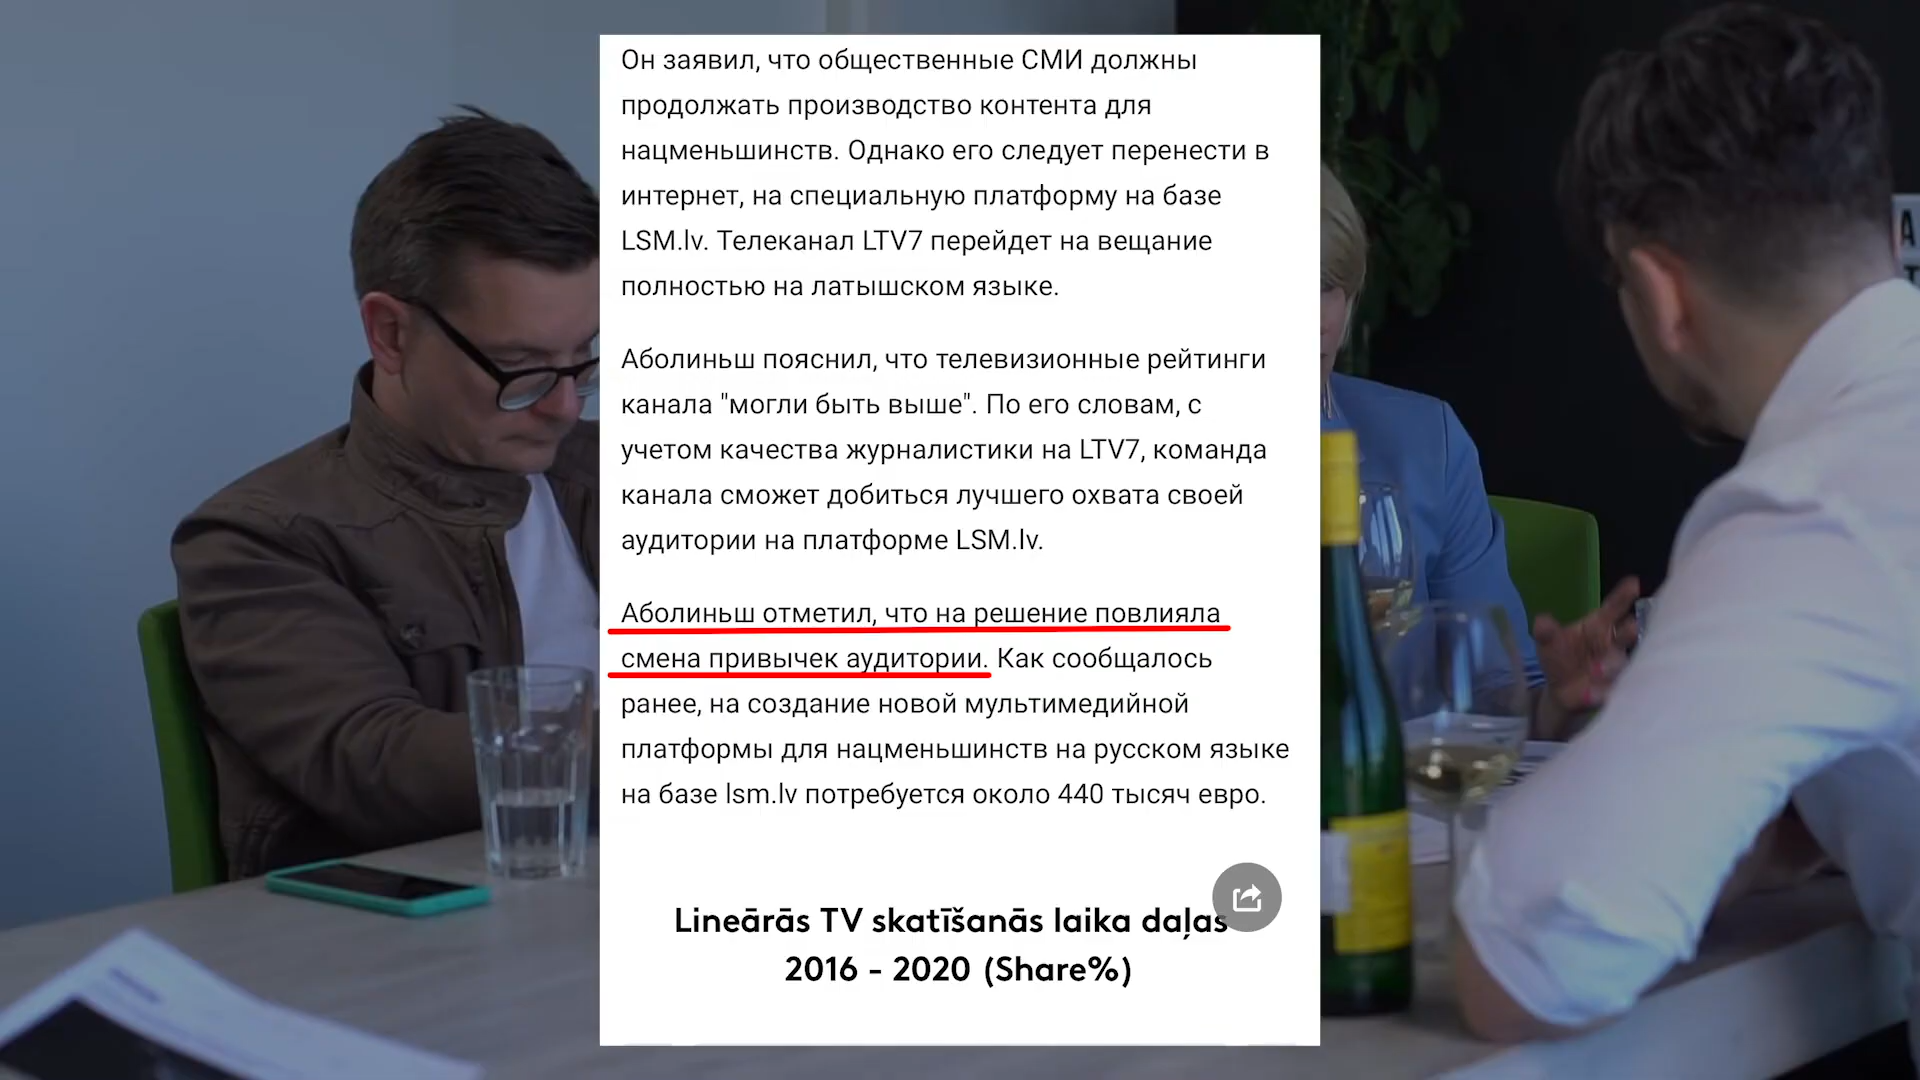 Он заявил, что общественные СМИ должны
продолжать производство контента для
нацменьшинств. Однако его следует перенести в
интернет, на специальную платформу на базе
LSM.lv. Телеканал LTV7 перейдет на вещание
полностью на латышском языке.
Аболиньш пояснил, что телевизионные рейтинги
канала "могли быть выше". По его словам, с
учетом качества журналистики на LTV7, команда
канала сможет добиться лучшего охвата своей
аудитории на платформе LSM.lv.
Аболиньш отметил, что на решение повлияла
смена привычек аудитории. Как сообщалось
ранее, на создание новой мультимедийной
платформы для нацменьшинств на русском языке
на базе lsm.lv потребуется около 440 тысяч евро.
Lineārās TV skatīšanās laika daļas
2016 - 2020 (Share%)